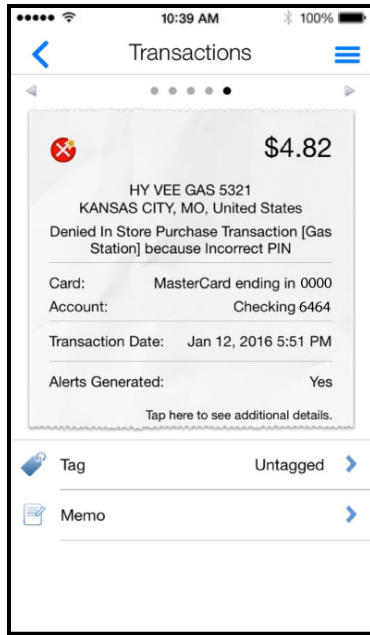 10:39 AM 100%
Transactions
$4.82
HY VEE GAS 5321
KANSAS CITY, MO, United States
Denied In Store Purchase Transaction [Gas
Station] because Incorrect PIN
Card: MasterCard ending in 0000
Account: Checking 6464
Transaction Date: Jan 12, 2016 5:51 PM
Alerts Generated: Yes
Tap here to see additional details.
Tag Untagged
Memo